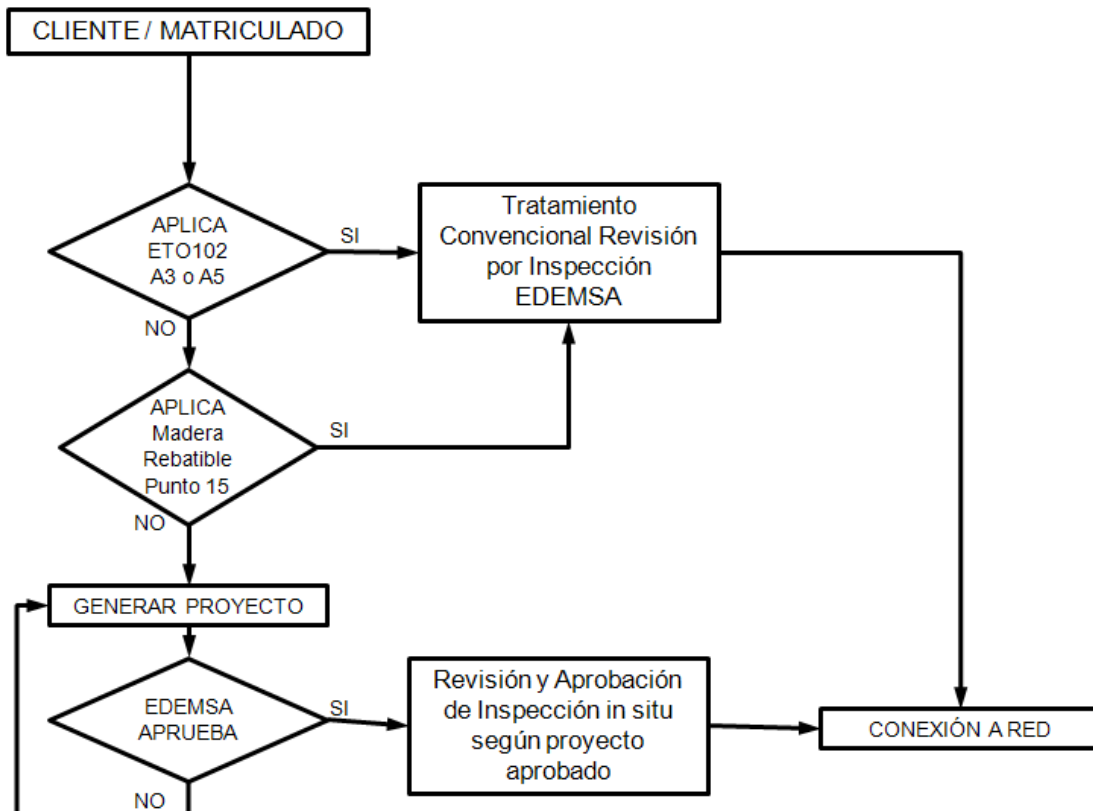 CLIENTE / MATRICULADO
APLICA
ETO102
A3 o A5
SI
NO
Tratamiento
Convencional Revisión
por Inspección
EDEMSA
APLICA
Madera
Rebatible
Punto 15
SI
NO
GENERAR PROYECTO
EDEMSA
APRUEBA
SI
NO
Revisión y Aprobación
de Inspección in situ
según proyecto
aprobado
CONEXIÓN A RED